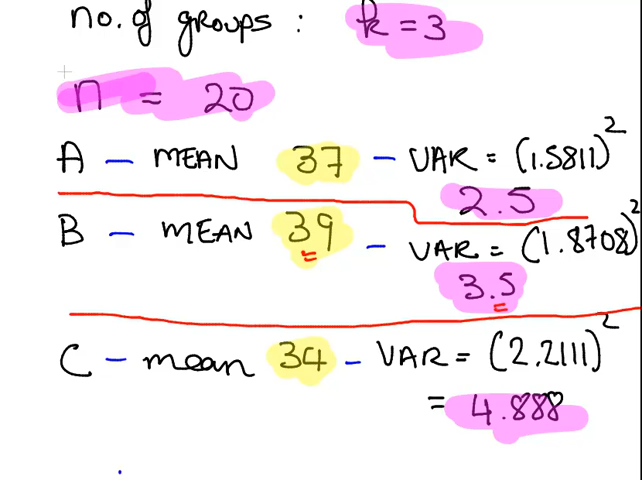 no. of groups : k = 3
n = 20
A – MEAN 37 – VAR = (1.5811)²
2.5
B – MEAN 39 – VAR = (1.8708)²
3.5
C – mean 34 – VAR = (2.2111)²
= 4.888